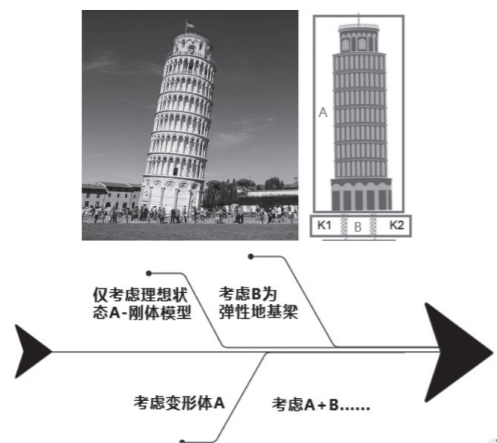 A
K1
B
K2
仅考虑理想状
态A-刚体模型
考虑B为
弹性地基梁
考虑变形体A
考虑A+B......